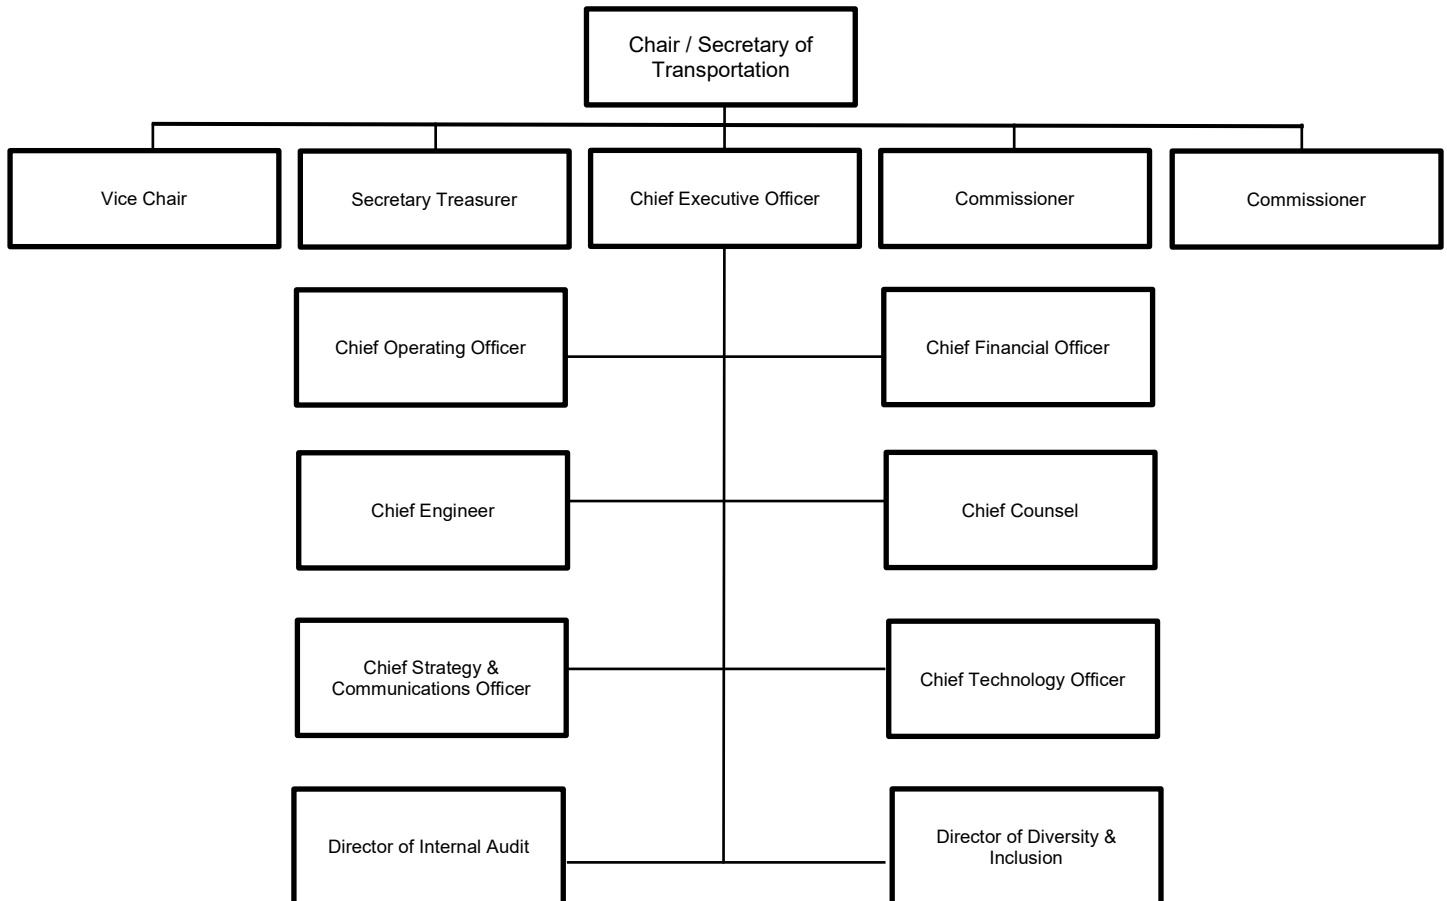 Chair / Secretary of
Transportation
Vice Chair
Secretary Treasurer
Chief Executive Officer
Commissioner
Commissioner
Chief Operating Officer
Chief Financial Officer
Chief Engineer
Chief Counsel
Chief Strategy &
Communications Officer
Chief Technology Officer
Director of Internal Audit
Director of Diversity &
Inclusion